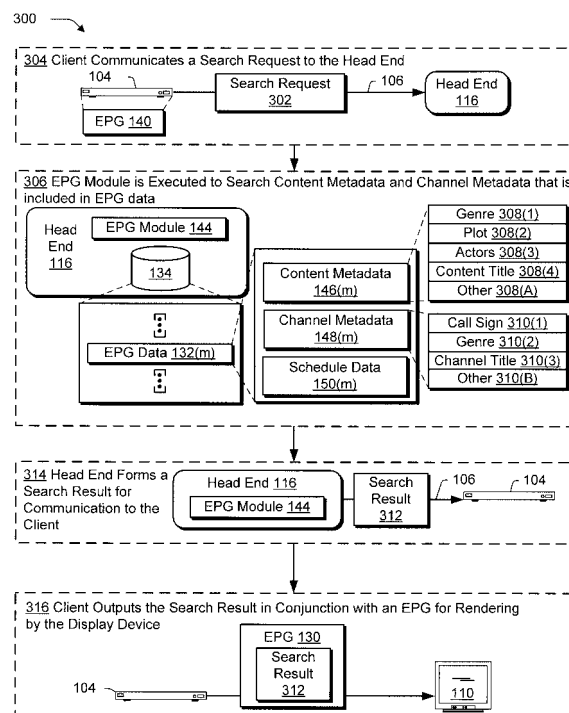 300
304 Client Communicates a Search Request to the Head End
104
Search Request
302
106
Head End
116
EPG 140
306 EPG Module is Executed to Search Content Metadata and Channel Metadata that is
included in EPG data
Head
End
116
EPG Module 144
134
EPG Data 132(m)
Content Metadata
146(m)
Channel Metadata
148(m)
Schedule Data
150(m)
Genre 308(1)
Plot 308(2)
Actors 308(3)
Content Title 308(4)
Other 308(A)
Call Sign 310(1)
Genre 310(2)
Channel Title 310(3)
Other 310(B)
314 Head End Forms a
Search Result for
Communication to the
Client
Head End 116
EPG Module 144
Search
Result
312
106
104
316 Client Outputs the Search Result in Conjunction with an EPG for Rendering
by the Display Device
104
EPG 130
Search
Result
312
110